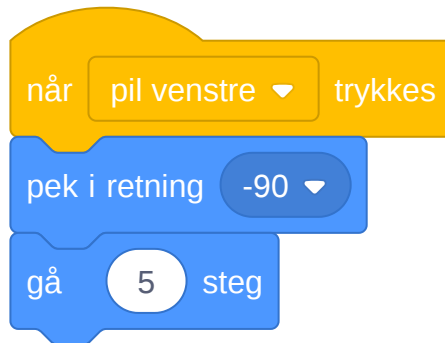 når pil venstre trykkes
pek i retning -90
gå 5 steg